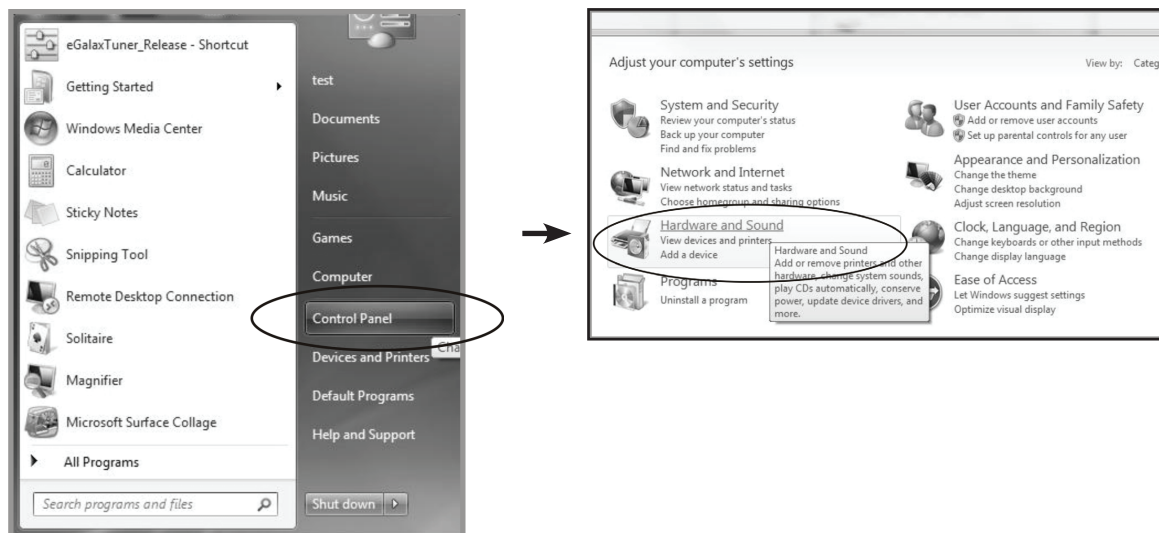 eGalaxTuner_Release - Shortcut
Getting Started
Windows Media Center
Calculator
Sticky Notes
Snipping Tool
Remote Desktop Connection
Solitaire
Magnifier
Microsoft Surface Collage
All Programs
Search programs and files
test
Documents
Pictures
Music
Games
Computer
Control Panel
Cha
Devices and Printers
Default Programs
Help and Support
Shut down
Adjust your computer's settings
View by: Categ
System and Security
Review your computer's status
Back up your computer
Find and fix problems
Network and Internet
View network status and tasks
Choose homegroup and sharing options
Hardware and Sound
View devices and printers
Add a device
Programs
Uninstall a program
Hardware and Sound
Add or remove printers and other
hardware, change system sounds,
play CDs automatically, conserve
power, update device drivers, and
more.
User Accounts and Family Safety
Add or remove user accounts
Set up parental controls for any user
Appearance and Personalization
Change the theme
Change desktop background
Adjust screen resolution
Clock, Language, and Region
Change keyboards or other input methods
Change display language
Ease of Access
Let Windows suggest settings
Optimize visual display